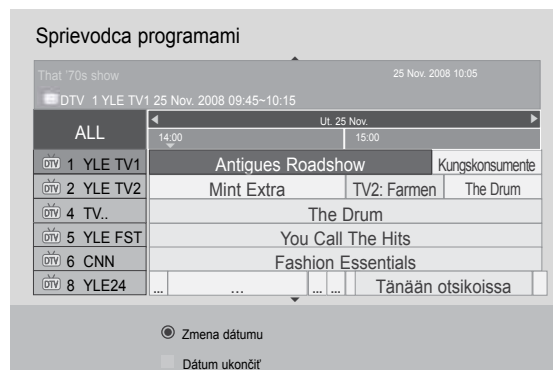 Sprievodca programami
That '70s show 25 Nov. 2008 10:05
DTV 1 YLE TV1 25 Nov. 2008 09:45~10:15
ALL
Ut. 25 Nov.
14:00 15:00
DTV 1 YLE TV1 Antigues Roadshow Kungskonsumente
DTV 2 YLE TV2 Mint Extra TV2: Farmen The Drum
DTV 4 TV.. The Drum
DTV 5 YLE FST You Call The Hits
DTV 6 CNN Fashion Essentials
DTV 8 YLE24 ... ... ... ... Tänään otsikoissa
Zmena dátumu
Dátum ukončiť